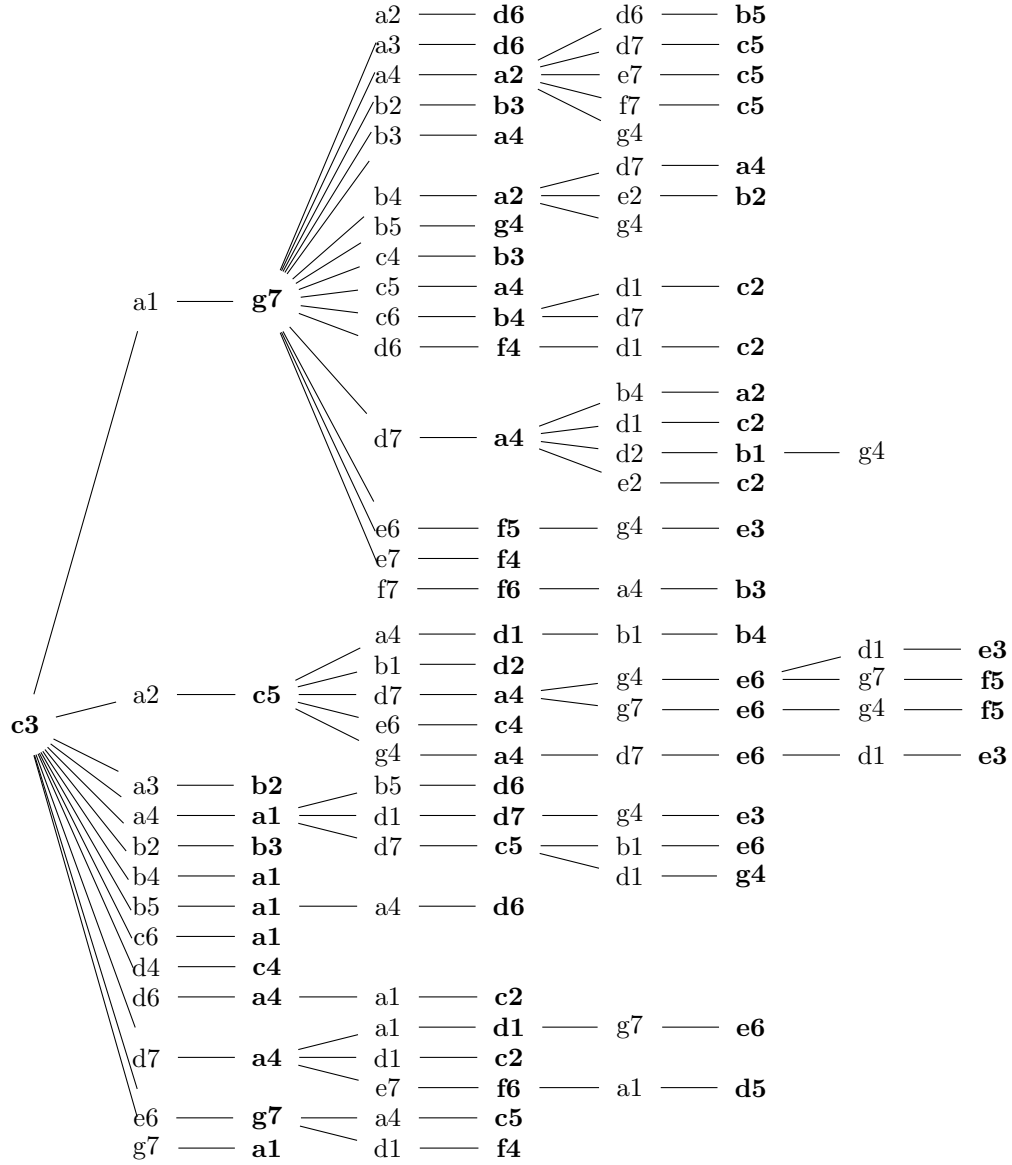 a2 d6 d6 b5
a3 d6 d7 c5
a4 a2 e7 c5
b2 b3 f7 c5
b3 a4 g4
d7 a4
b4 a2 e2 b2
b5 g4 g4
c4 b3
c5 a4 d1 c2
a1 g7
c6 b4 d7
d6 f4 d1 c2
b4 a2
d1 c2
d7 a4
d2 b1 g4
e2 c2
e6 f5 g4 e3
e7 f4
f7 f6 a4 b3
a4 d1 b1 b4
d1 e3
b1 d2
g4 e6 g7 f5
a2 c5 d7 a4
g7 e6 g4 f5
c3 e6 c4
g4 a4 d7 e6 d1 e3
a3 b2 b5 d6
a4 a1 d1 d7 g4 e3
b2 b3 d7 c5 b1 e6
b4 a1 d1 g4
b5 a1 a4 d6
c6 a1
d4 c4
d6 a4 a1 c2
a1 d1 g7 e6
d7 a4 d1 c2
e7 f6 a1 d5
e6 g7 a4 c5
g7 a1 d1 f4